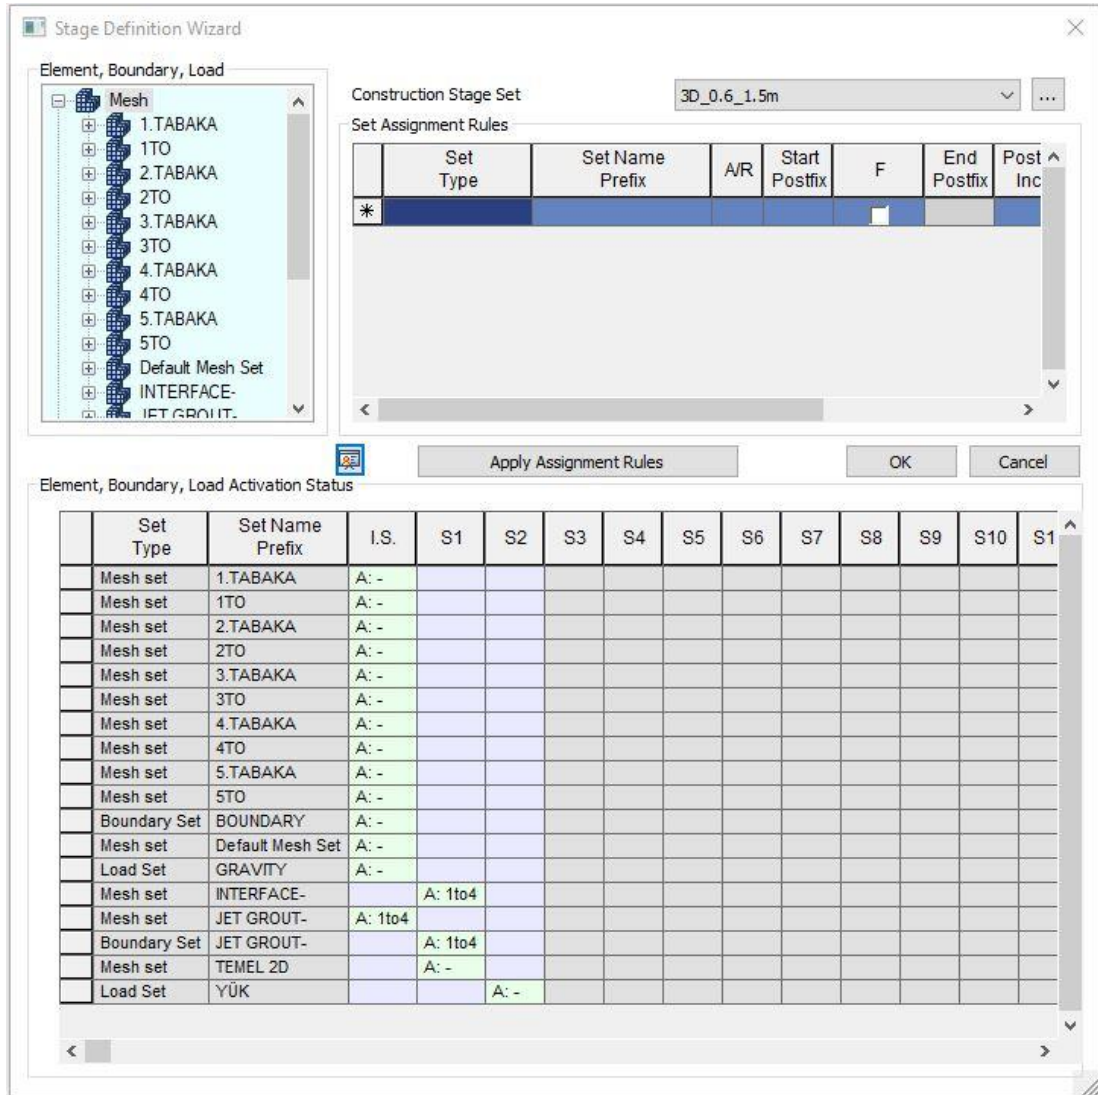 Stage Definition Wizard
Element, Boundary, Load
Mesh
1.TABAKA
1TO
2.TABAKA
2TO
3.TABAKA
3TO
4.TABAKA
4TO
5.TABAKA
5TO
Default Mesh Set
INTERFACE-
JET GROUT-
Construction Stage Set 3D_0.6_1.5m ...
Set Assignment Rules
Set Type Set Name Prefix A/R Start Postfix F End Postfix Post Inc
*
Apply Assignment Rules OK Cancel
Element, Boundary, Load Activation Status
Set Type Set Name Prefix I.S. S1 S2 S3 S4 S5 S6 S7 S8 S9 S10 S1
Mesh set 1.TABAKA A: -
Mesh set 1TO A: -
Mesh set 2.TABAKA A: -
Mesh set 2TO A: -
Mesh set 3.TABAKA A: -
Mesh set 3TO A: -
Mesh set 4.TABAKA A: -
Mesh set 4TO A: -
Mesh set 5.TABAKA A: -
Mesh set 5TO A: -
Boundary Set BOUNDARY A: -
Mesh set Default Mesh Set A: -
Load Set GRAVITY A: -
Mesh set INTERFACE- A: 1to4
Mesh set JET GROUT- A: 1to4
Boundary Set JET GROUT- A: 1to4
Mesh set TEMEL 2D A: -
Load Set YÜK A: -